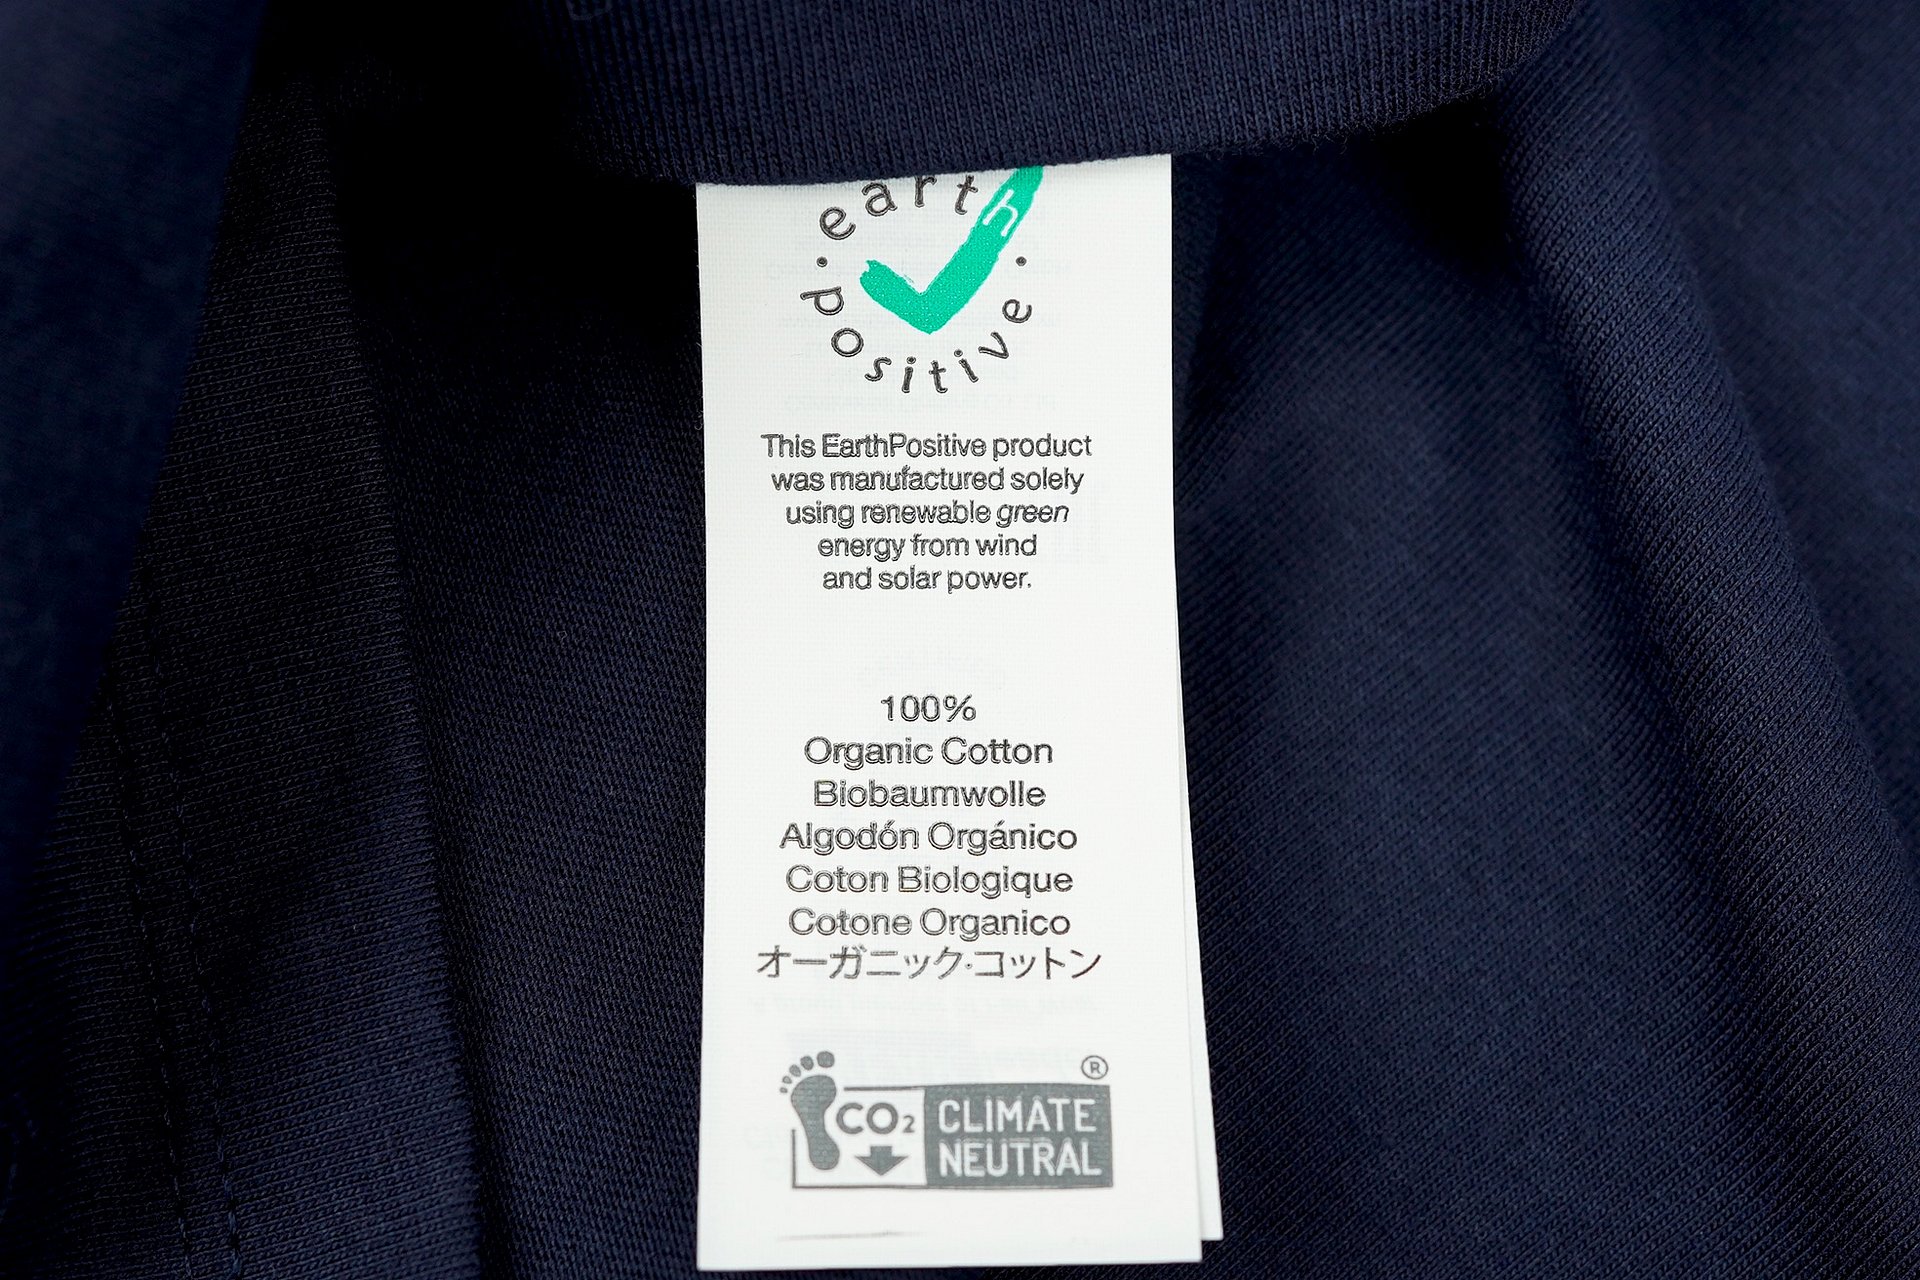 earth
positive
This EarthPositive product
was manufactured solely
using renewable green
energy from wind
and solar power.
100%
Organic Cotton
Biobaumwolle
Algodón Orgánico
Coton Biologique
Cotone Organico
オーガニック·コットン
®
CO₂ CLIMATE
NEUTRAL